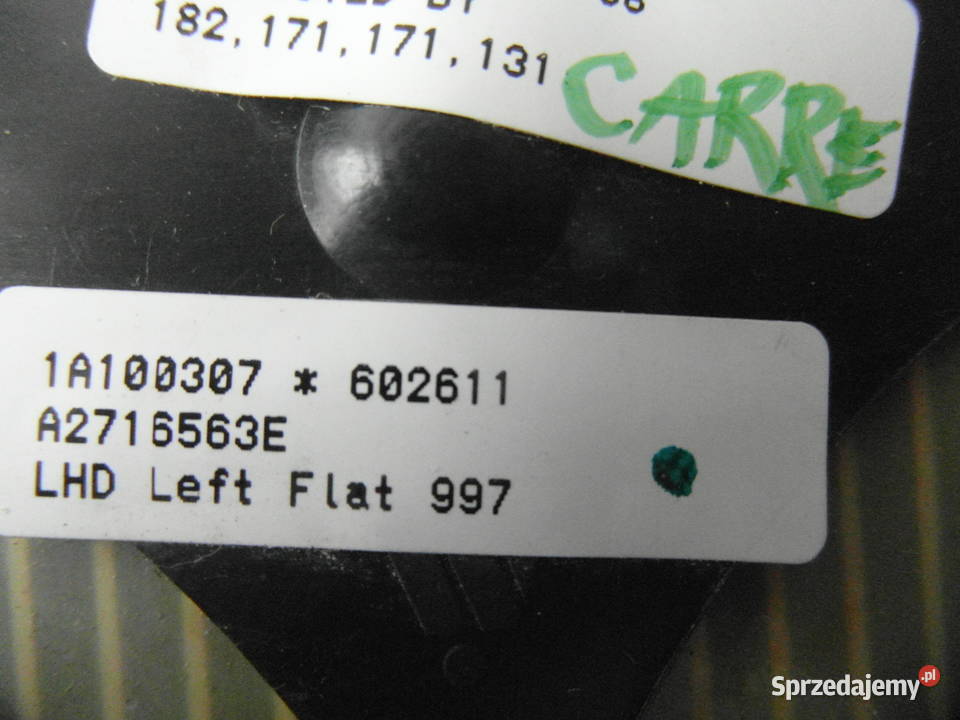 182,171,171,131
CARRE
1A100307 * 602611
A2716563E
LHD Left Flat 997
Sprzedajemy.pl